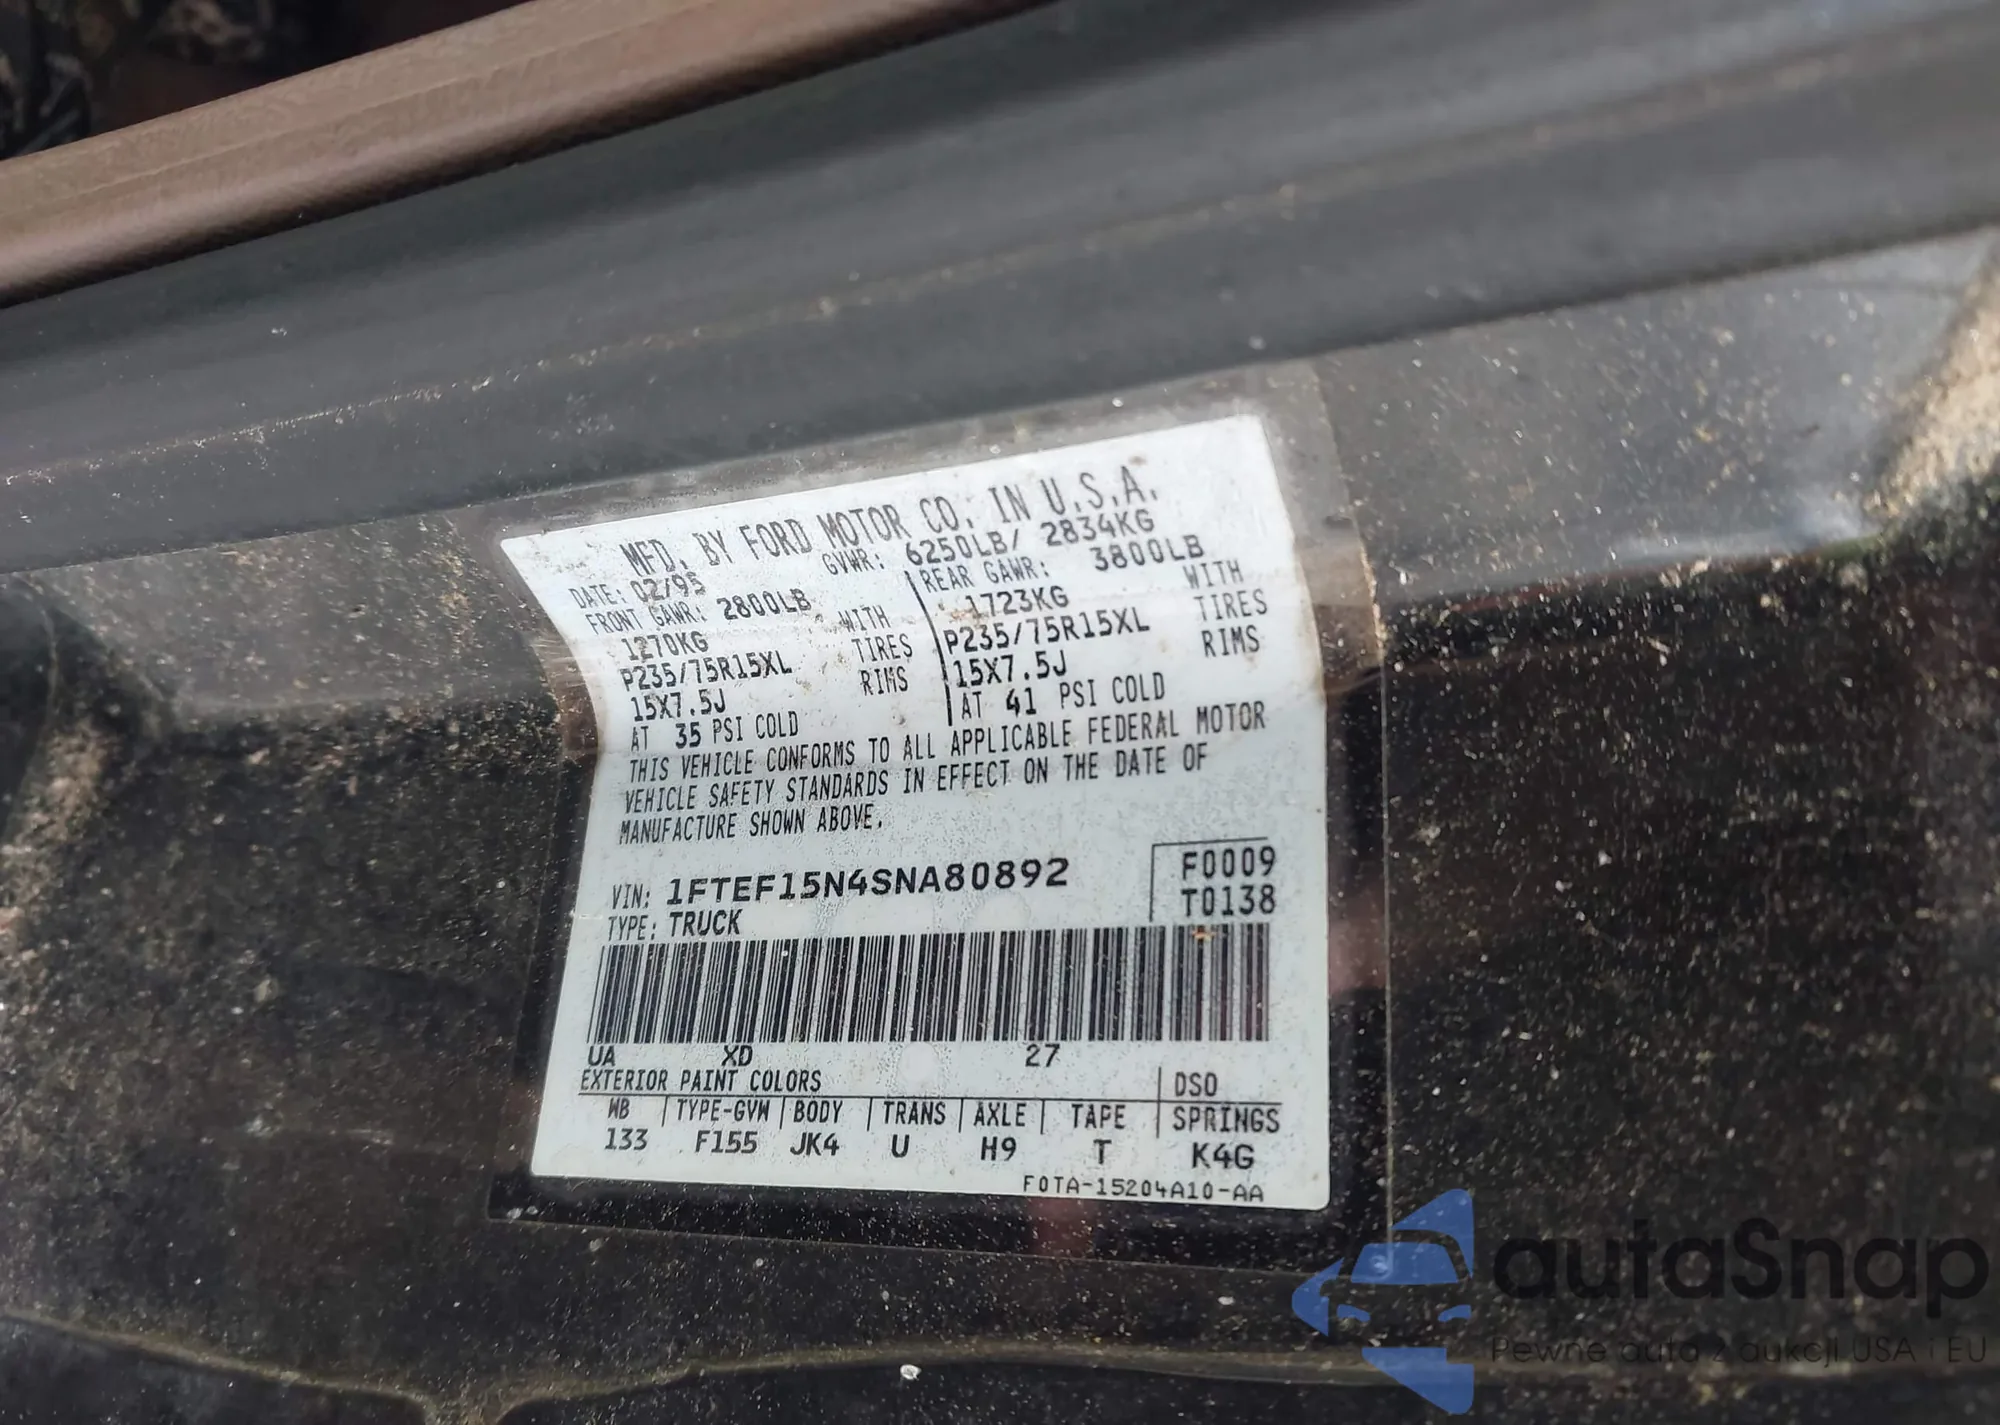 MFD. BY FORD MOTOR CO. IN U.S.A.
DATE: 02/95 GVWR: 6250LB/ 2834KG
FRONT GAWR: 2800LB REAR GAWR: 3800LB
1270KG WITH 1723KG WITH
P235/75R15XL TIRES P235/75R15XL TIRES
15X7.5J RIMS 15X7.5J RIMS
AT 35 PSI COLD AT 41 PSI COLD
THIS VEHICLE CONFORMS TO ALL APPLICABLE FEDERAL MOTOR
VEHICLE SAFETY STANDARDS IN EFFECT ON THE DATE OF
MANUFACTURE SHOWN ABOVE.
VIN: 1FTEF15N4SNA80892 F0009
TYPE: TRUCK T0138
UA XD 27
EXTERIOR PAINT COLORS DSO
WB TYPE-GVW BODY TRANS AXLE TAPE SPRINGS
133 F155 JK4 U H9 T K4G
F0TA-15204A10-AA
autaSnap
Pewne auta z aukcji USA i EU